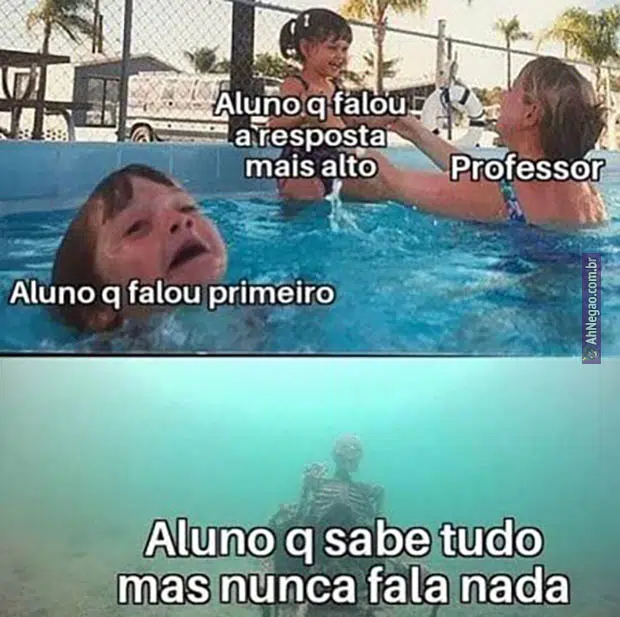 Aluno q falou
a resposta
mais alto
Professor
Aluno q falou primeiro
AhNegao.com.br
Aluno q sabe tudo
mas nunca fala nada